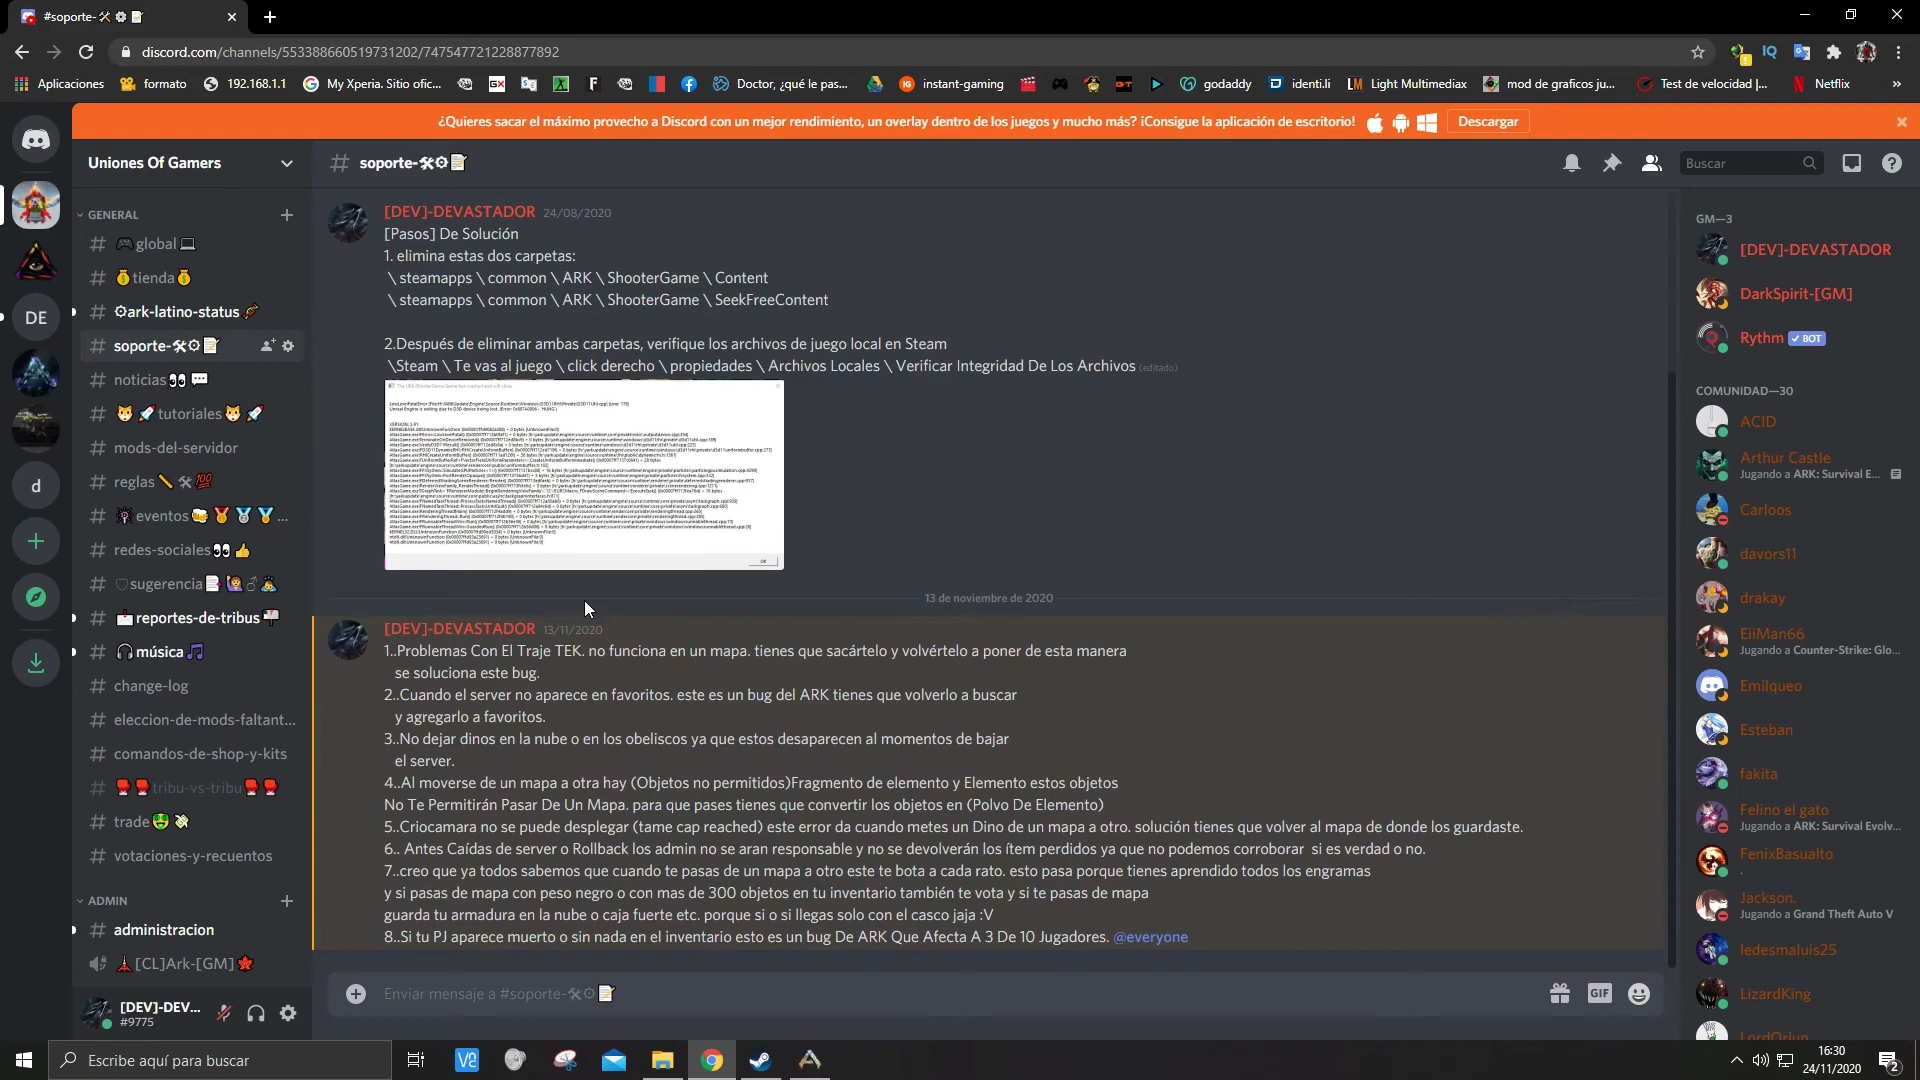 #soporte-🛠⚙📝
discord.com/channels/553388660519731202/747547721228877892
Aplicaciones
formato
192.168.1.1
My Xperia. Sitio ofic...
Doctor, ¿qué le pas...
instant-gaming
godaddy
identi.li
Light Multimediax
mod de graficos ju...
Test de velocidad |...
Netflix
»
¿Quieres sacar el máximo provecho a Discord con un mejor rendimiento, un overlay dentro de los juegos y mucho más? ¡Consigue la aplicación de escritorio!
Descargar
Uniones Of Gamers
# soporte-🛠⚙📝
Buscar
DE
d
GENERAL
# 🎮global💻
# 💰tienda💰
# ⚙ark-latino-status🧨
# soporte-🛠⚙📝
# noticias👀💬
# 🐱🚀tutoriales🐱🚀
# mods-del-servidor
# reglas📏🛠💯
# eventos🍻🏅🥈🏅...
# redes-sociales👀👍
# sugerencia📑🙋♂🙇
# 📩reportes-de-tribus📬
# 🎧música🎵
# change-log
# eleccion-de-mods-faltant...
# comandos-de-shop-y-kits
# 🥊🥊tribu-vs-tribu🥊🥊
# trade🤑💸
# votaciones-y-recuentos
ADMIN
# administracion
🗼[CL]Ark-[GM]🍁
[DEV]-DEV...
#9775
[DEV]-DEVASTADOR 24/08/2020
[Pasos] De Solución
1. elimina estas dos carpetas:
\ steamapps \ common \ ARK \ ShooterGame \ Content
\ steamapps \ common \ ARK \ ShooterGame \ SeekFreeContent
2.Después de eliminar ambas carpetas, verifique los archivos de juego local en Steam
\Steam \ Te vas al juego \ click derecho \ propiedades \ Archivos Locales \ Verificar Integridad De Los Archivos (editado)
OK
13 de noviembre de 2020
[DEV]-DEVASTADOR 13/11/2020
1..Problemas Con El Traje TEK. no funciona en un mapa. tienes que sacártelo y volvértelo a poner de esta manera
se soluciona este bug.
2..Cuando el server no aparece en favoritos. este es un bug del ARK tienes que volverlo a buscar
y agregarlo a favoritos.
3..No dejar dinos en la nube o en los obeliscos ya que estos desaparecen al momentos de bajar
el server.
4..Al moverse de un mapa a otra hay (Objetos no permitidos)Fragmento de elemento y Elemento estos objetos
No Te Permitirán Pasar De Un Mapa. para que pases tienes que convertir los objetos en (Polvo De Elemento)
5..Criocamara no se puede desplegar (tame cap reached) este error da cuando metes un Dino de un mapa a otro. solución tienes que volver al mapa de donde los guardaste.
6.. Antes Caídas de server o Rollback los admin no se aran responsable y no se devolverán los ítem perdidos ya que no podemos corroborar si es verdad o no.
7..creo que ya todos sabemos que cuando te pasas de un mapa a otro este te bota a cada rato. esto pasa porque tienes aprendido todos los engramas
y si pasas de mapa con peso negro o con mas de 300 objetos en tu inventario también te vota y si te pasas de mapa
guarda tu armadura en la nube o caja fuerte etc. porque si o si llegas solo con el casco jaja :V
8..Si tu PJ aparece muerto o sin nada en el inventario esto es un bug De ARK Que Afecta A 3 De 10 Jugadores. @everyone
Enviar mensaje a #soporte-🛠⚙📝
GIF
GM—3
[DEV]-DEVASTADOR
DarkSpirit-[GM]
Rythm ✓ BOT
COMUNIDAD—30
ACID
Arthur Castle
Jugando a ARK: Survival E...
Carloos
davors11
drakay
EiiMan66
Jugando a Counter-Strike: Glo...
Emilqueo
Esteban
fakita
Felino el gato
Jugando a ARK: Survival Evolv...
FenixBasualto
.
Jackson.
Jugando a Grand Theft Auto V
ledesmaluis25
LizardKing
LordOriun
Escribe aquí para buscar
16:30
24/11/2020
2